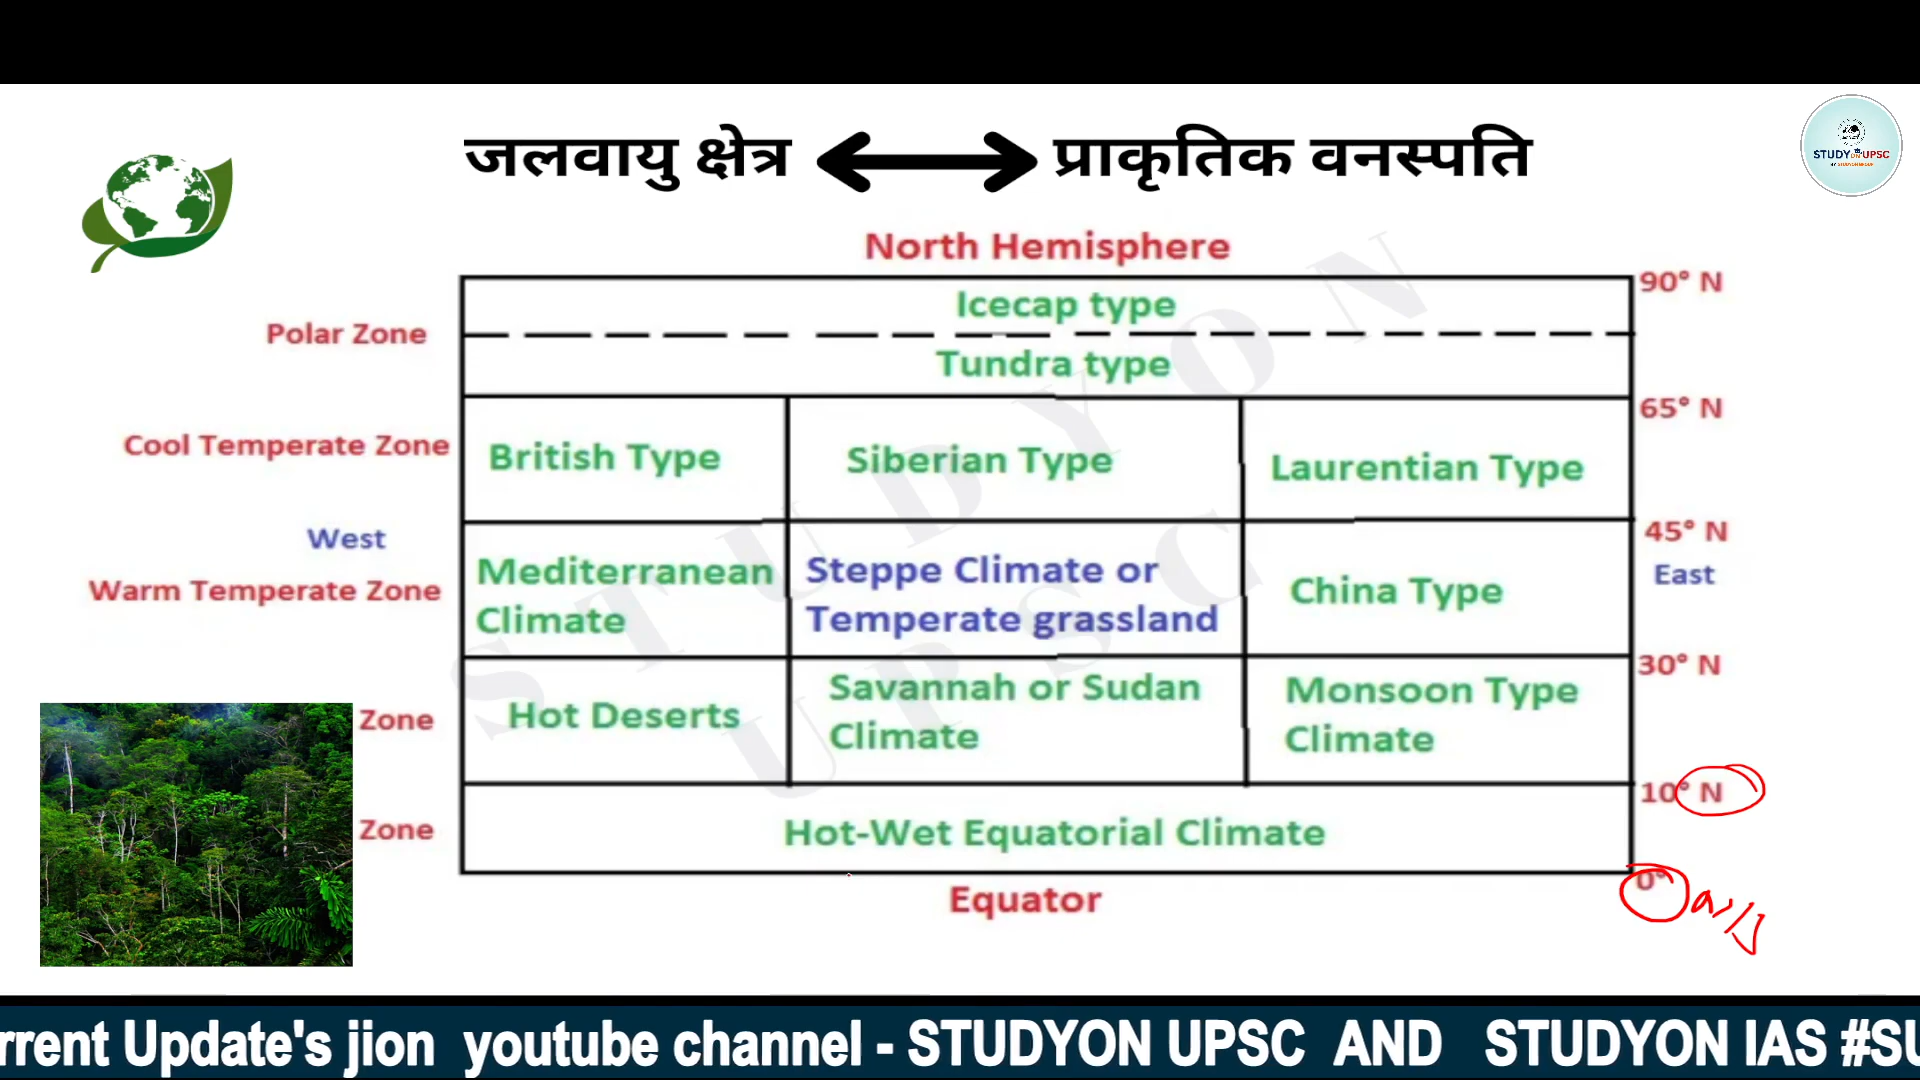 जलवायु क्षेत्र प्राकृतिक वनस्पति
STUDY ON UPSC
North Hemisphere
90° N
Icecap type
Polar Zone
Tundra type
65° N
Cool Temperate Zone
British Type
Siberian Type
Laurentian Type
45° N
West
East
Warm Temperate Zone
Mediterranean
Climate
Steppe Climate or
Temperate grassland
China Type
30° N
Zone
Hot Deserts
Savannah or Sudan
Climate
Monsoon Type
Climate
10° N
Zone
Hot-Wet Equatorial Climate
0°
Equator
STUDYON
UPSC
rrent Update's jion youtube channel - STUDYON UPSC AND STUDYON IAS #SU